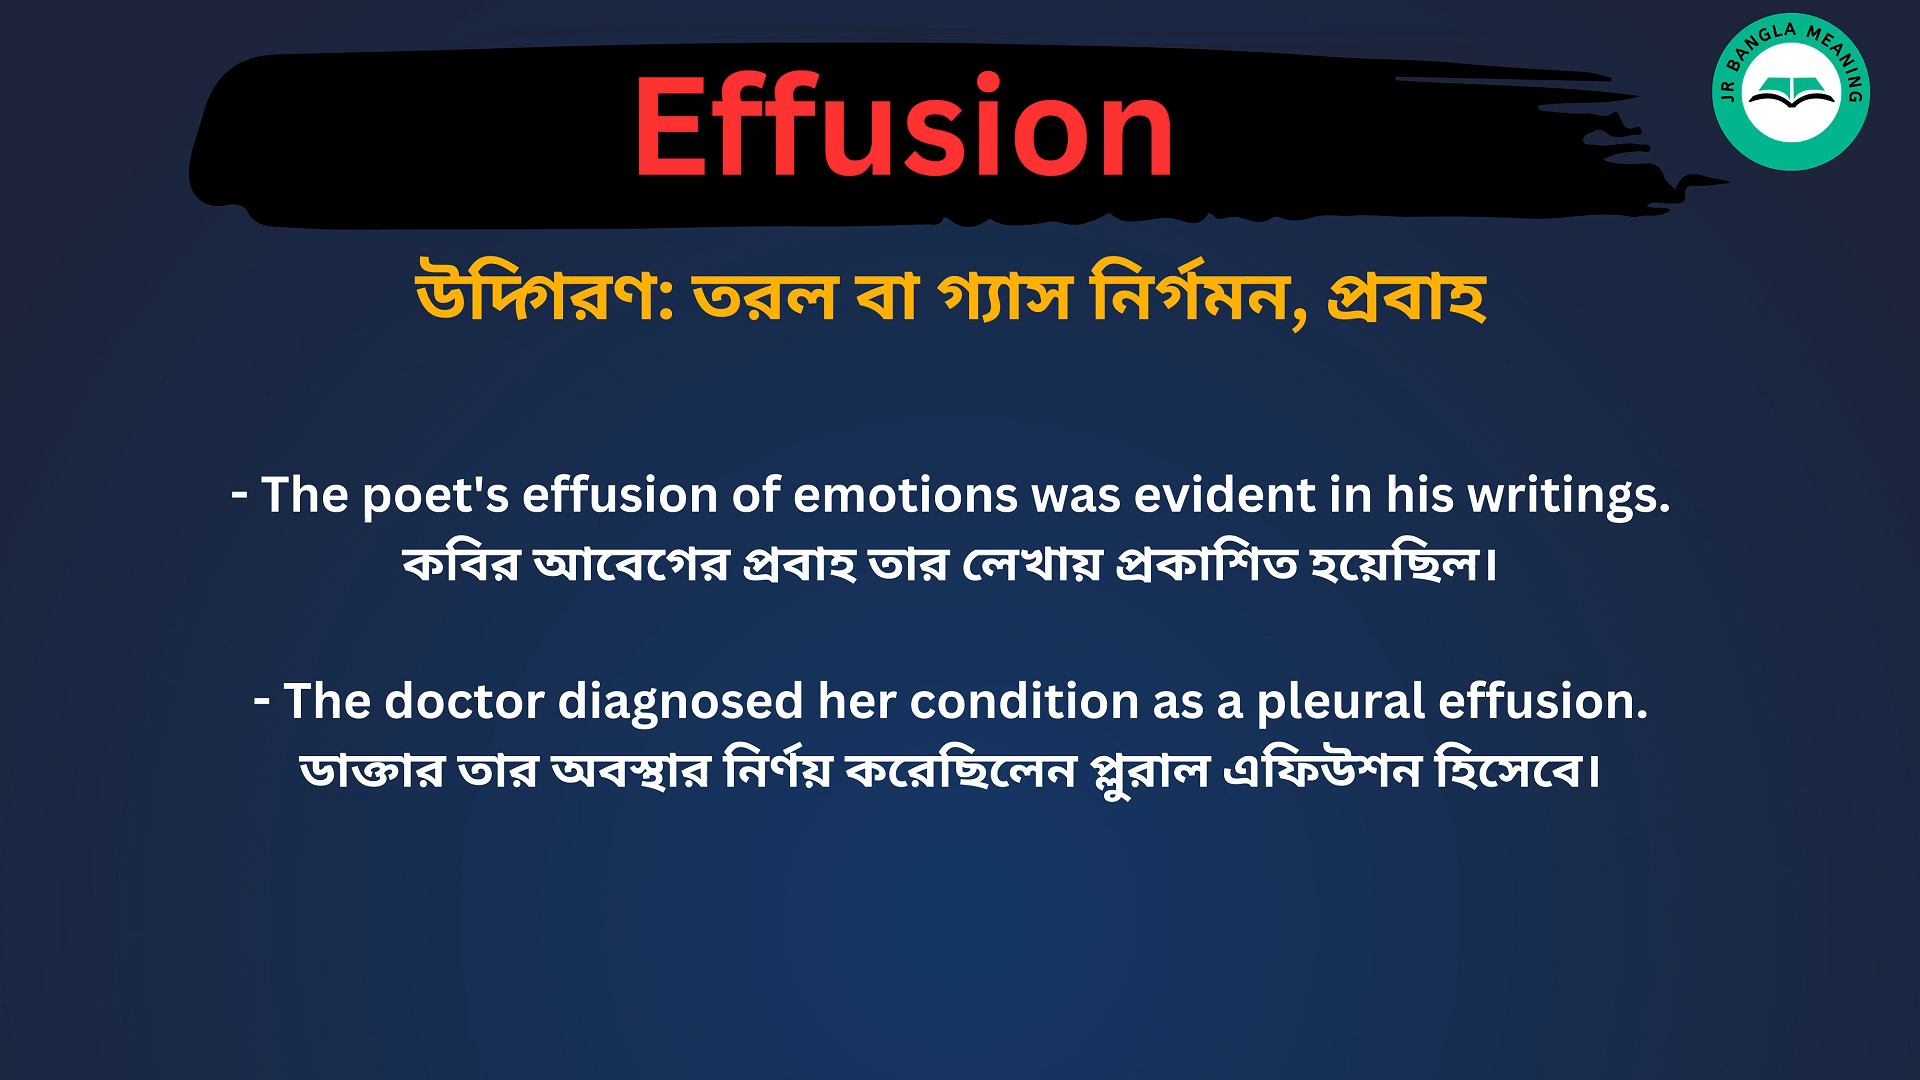 JR BANGLA MEANING
Effusion
উদ্গিরণ: তরল বা গ্যাস নির্গমন, প্রবাহ
- The poet's effusion of emotions was evident in his writings.
কবির আবেগের প্রবাহ তার লেখায় প্রকাশিত হয়েছিল।
- The doctor diagnosed her condition as a pleural effusion.
ডাক্তার তার অবস্থার নির্ণয় করেছিলেন প্লুরাল এফিউশন হিসেবে।